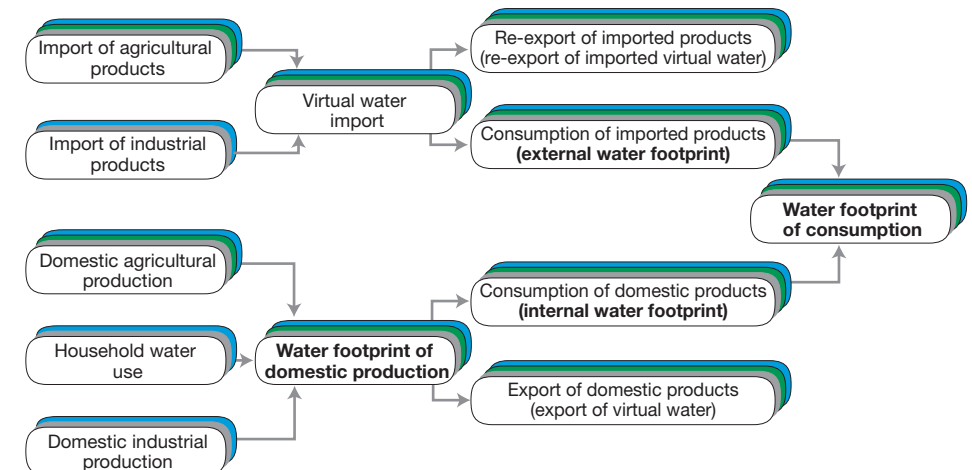 Import of agricultural
products
Import of industrial
products
Virtual water
import
Re-export of imported products
(re-export of imported virtual water)
Consumption of imported products
(external water footprint)
Water footprint
of consumption
Domestic agricultural
production
Household water
use
Domestic industrial
production
Water footprint of
domestic production
Consumption of domestic products
(internal water footprint)
Export of domestic products
(export of virtual water)